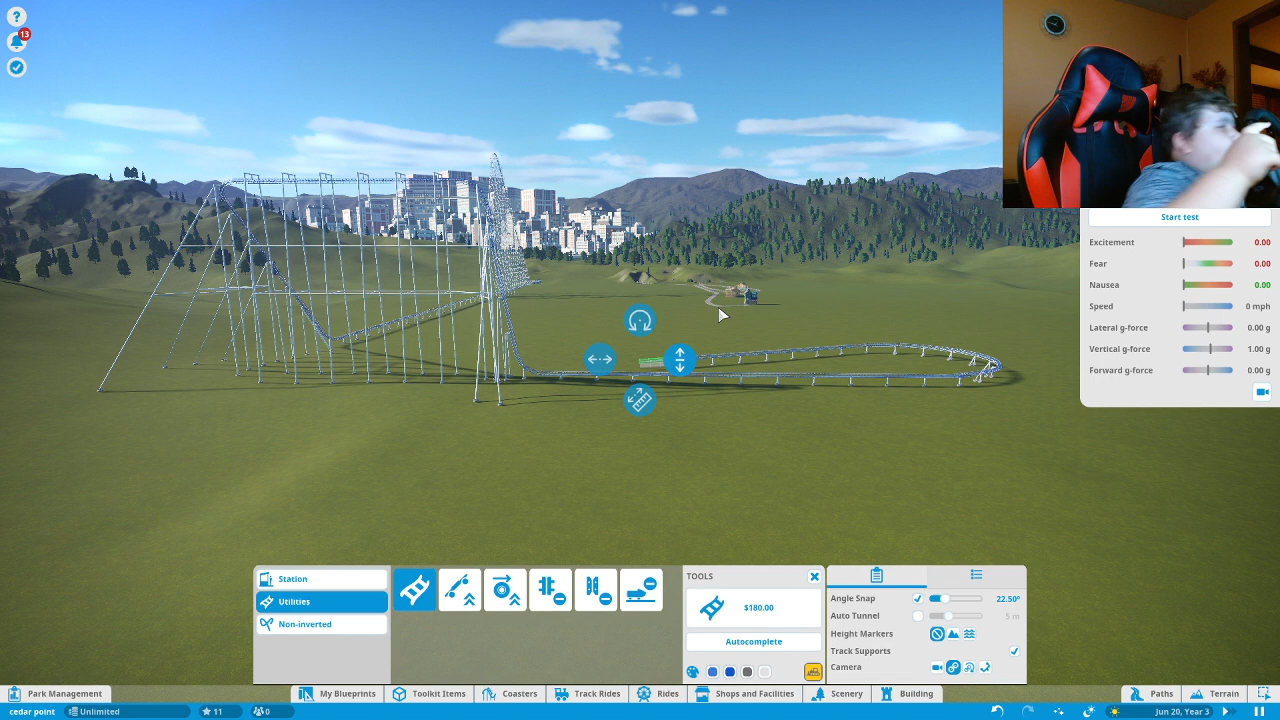 ?
13
Start test
Excitement 0.00
Fear 0.00
Nausea 0.00
Speed 0 mph
Lateral g-force 0.00 g
Vertical g-force 1.00 g
Forward g-force 0.00 g
Station
Utilities
Non-inverted
TOOLS
$180.00
Autocomplete
Angle Snap 22.50°
Auto Tunnel 5 m
Height Markers
Track Supports
Camera
Park Management My Blueprints Toolkit Items Coasters Track Rides Rides Shops and Facilities Scenery Building Paths Terrain
cedar point Unlimited 11 0 Jun 20, Year 3